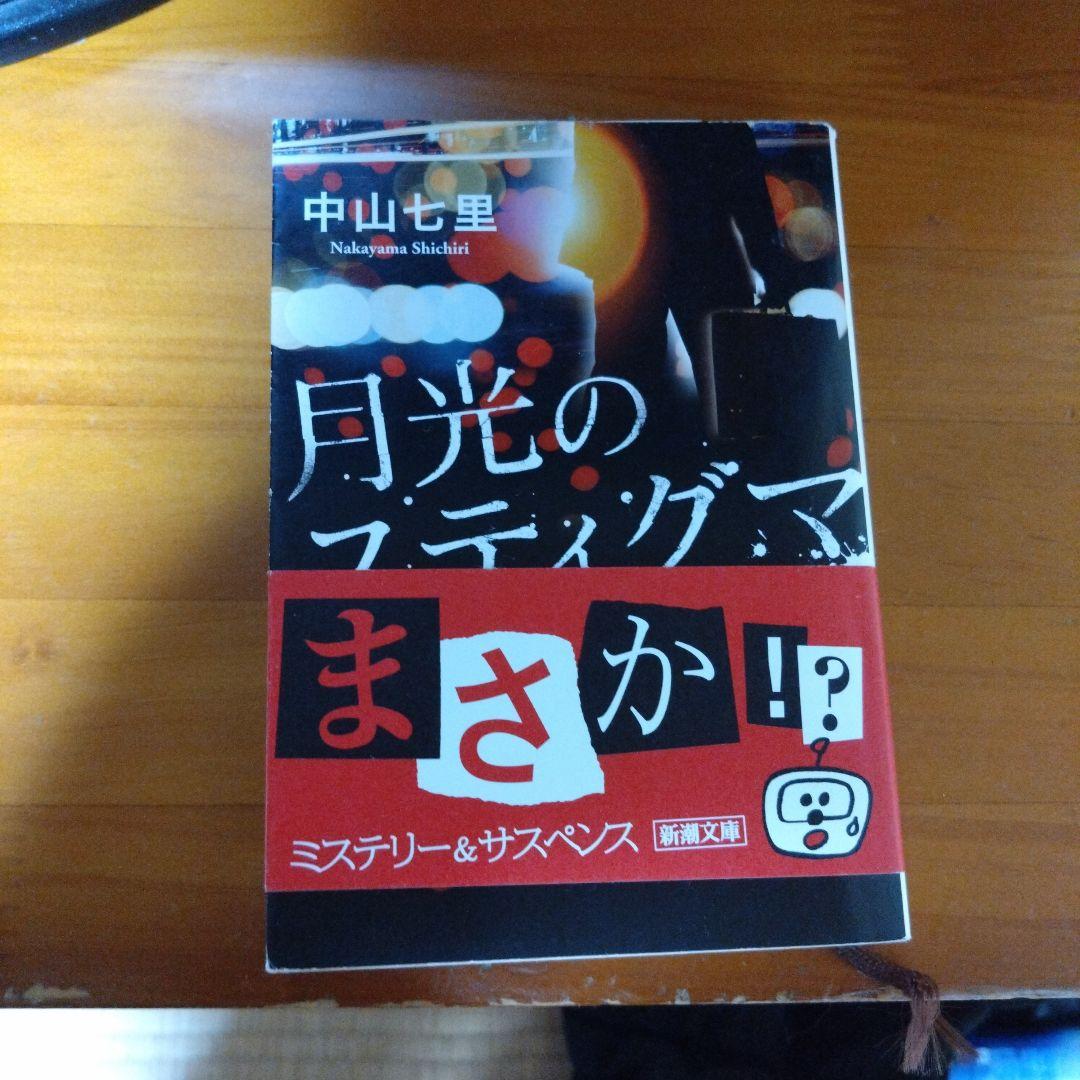 中山七里
Nakayama Shichiri
月光の
スティグマ
まさか!?
ミステリー&サスペンス 新潮文庫